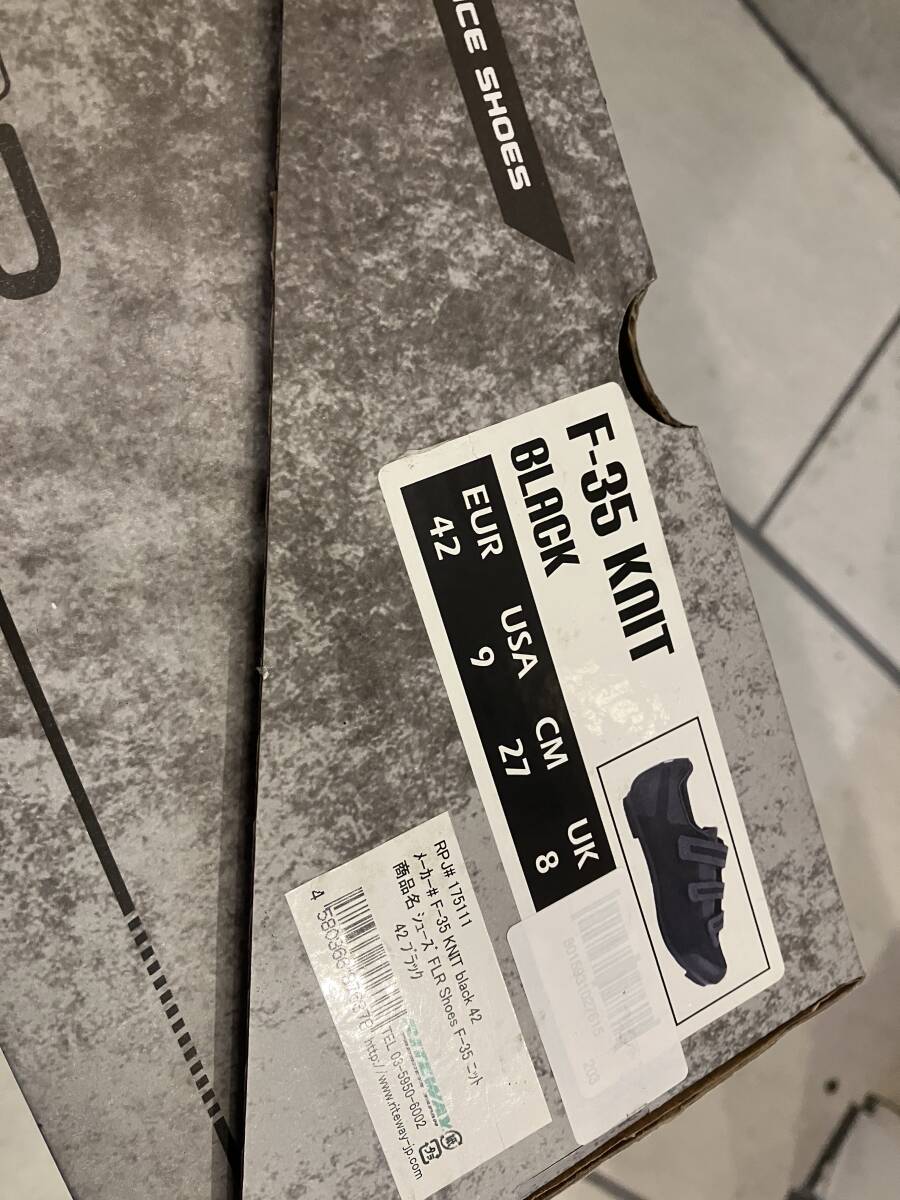 SHOES
F-35 KNIT
BLACK
EUR USA CM UK
42 9 27 8
RPJ# 175111
メーカー# F-35 KNIT black 42
商品名 シューズ FLR Shoes F-35 ニット
42 ブラック
RITEWAY
TEL 03-5950-6002
http://www.riteway-jp.com
203